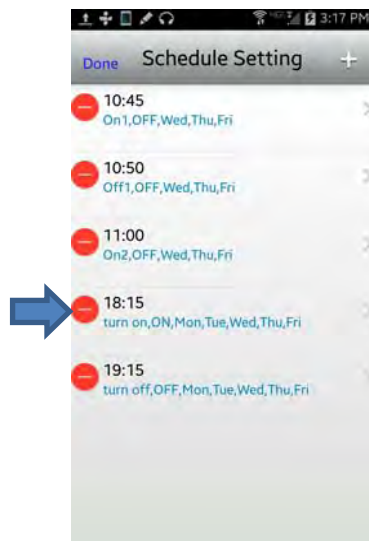 3:17 PM
Done Schedule Setting +
10:45
On1,OFF,Wed,Thu,Fri
10:50
Off1,OFF,Wed,Thu,Fri
11:00
On2,OFF,Wed,Thu,Fri
18:15
turn on,ON,Mon,Tue,Wed,Thu,Fri
19:15
turn off,OFF,Mon,Tue,Wed,Thu,Fri